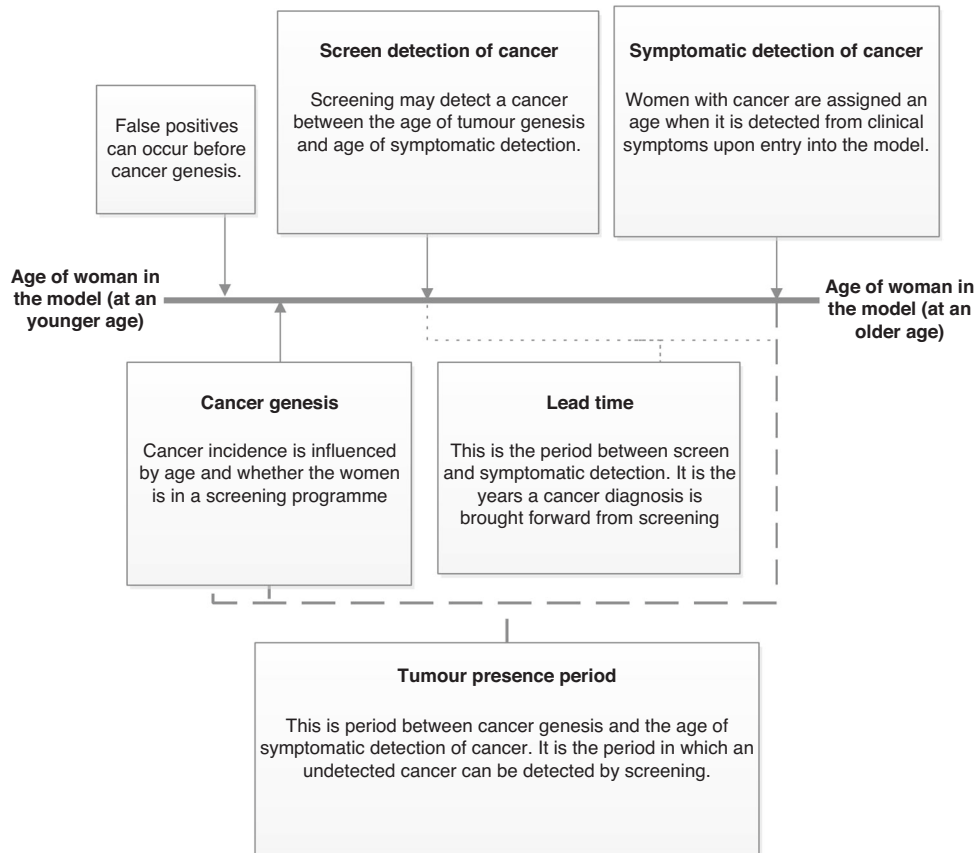 Screen detection of cancer
Screening may detect a cancer
between the age of tumour genesis
and age of symptomatic detection.
Symptomatic detection of cancer
Women with cancer are assigned an
age when it is detected from clinical
symptoms upon entry into the model.
False positives
can occur before
cancer genesis.
Age of woman in
the model (at an
younger age)
Age of woman in
the model (at an
older age)
Cancer genesis
Cancer incidence is influenced
by age and whether the women
is in a screening programme
Lead time
This is the period between screen
and symptomatic detection. It is the
years a cancer diagnosis is
brought forward from screening
Tumour presence period
This is period between cancer genesis and the age of
symptomatic detection of cancer. It is the period in which an
undetected cancer can be detected by screening.